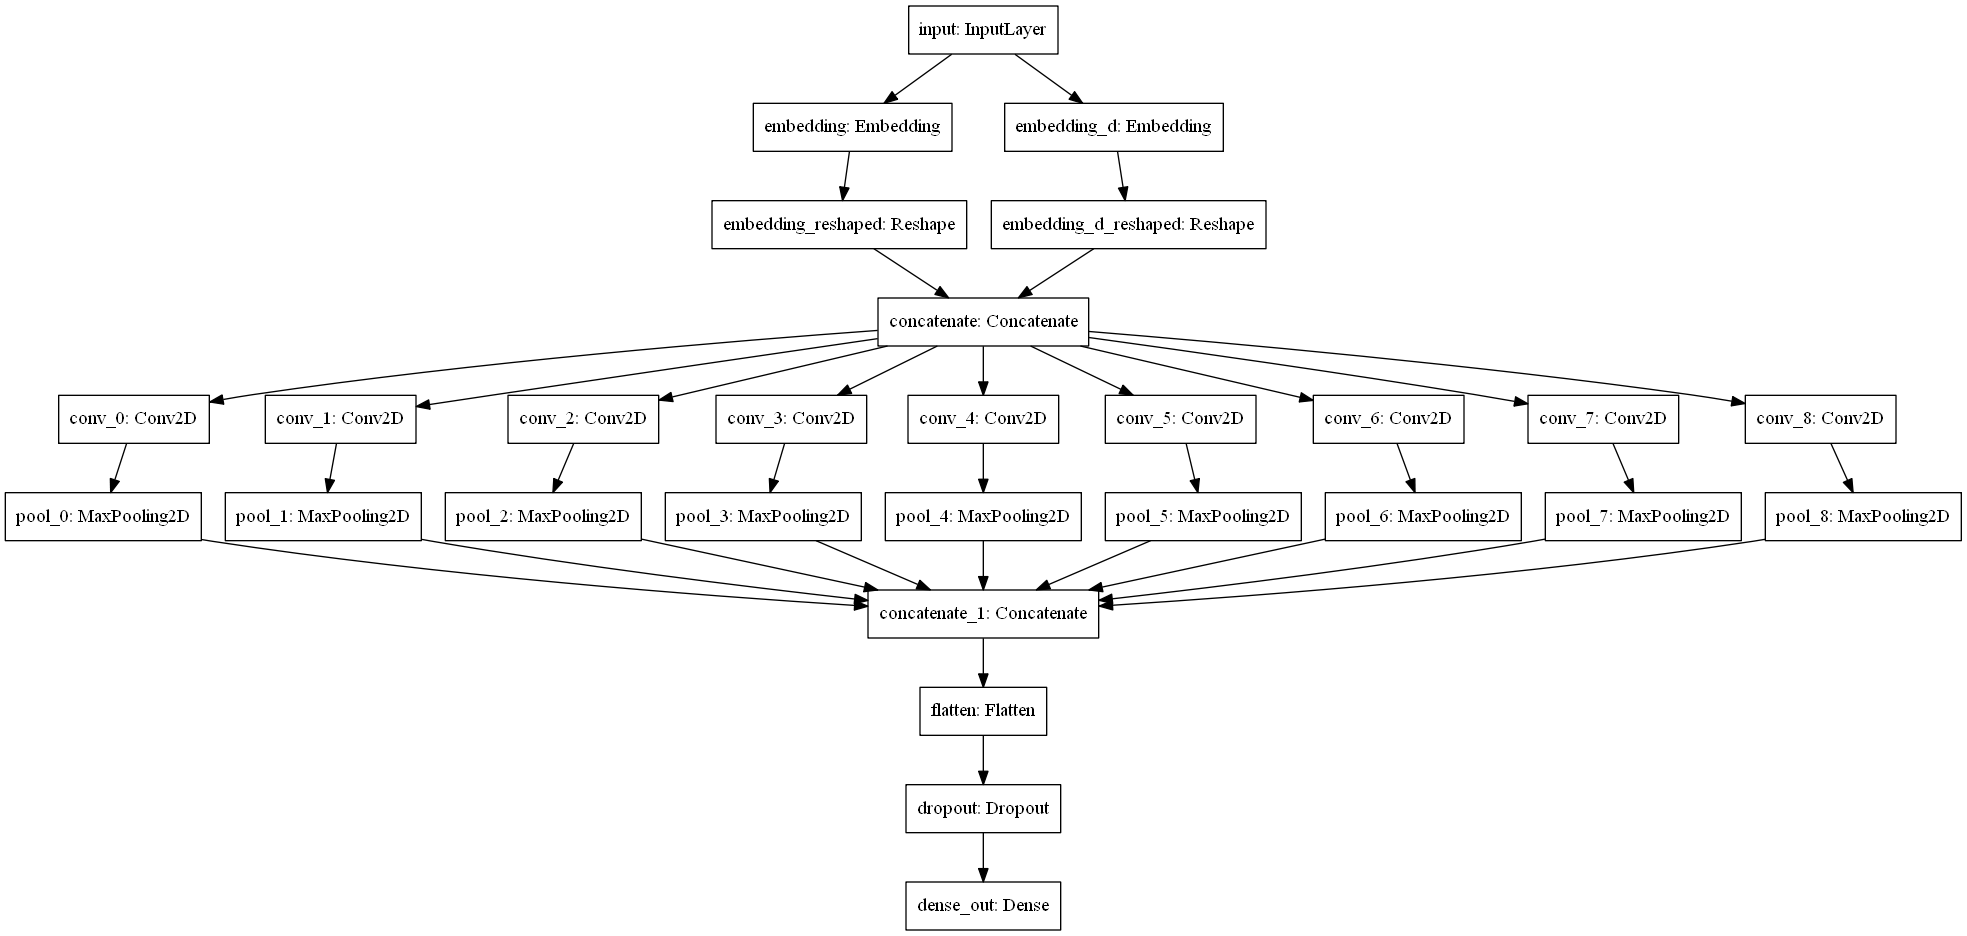 input: InputLayer
embedding: Embedding
embedding_d: Embedding
embedding_reshaped: Reshape
embedding_d_reshaped: Reshape
concatenate: Concatenate
conv_0: Conv2D
conv_1: Conv2D
conv_2: Conv2D
conv_3: Conv2D
conv_4: Conv2D
conv_5: Conv2D
conv_6: Conv2D
conv_7: Conv2D
conv_8: Conv2D
pool_0: MaxPooling2D
pool_1: MaxPooling2D
pool_2: MaxPooling2D
pool_3: MaxPooling2D
pool_4: MaxPooling2D
pool_5: MaxPooling2D
pool_6: MaxPooling2D
pool_7: MaxPooling2D
pool_8: MaxPooling2D
concatenate_1: Concatenate
flatten: Flatten
dropout: Dropout
dense_out: Dense